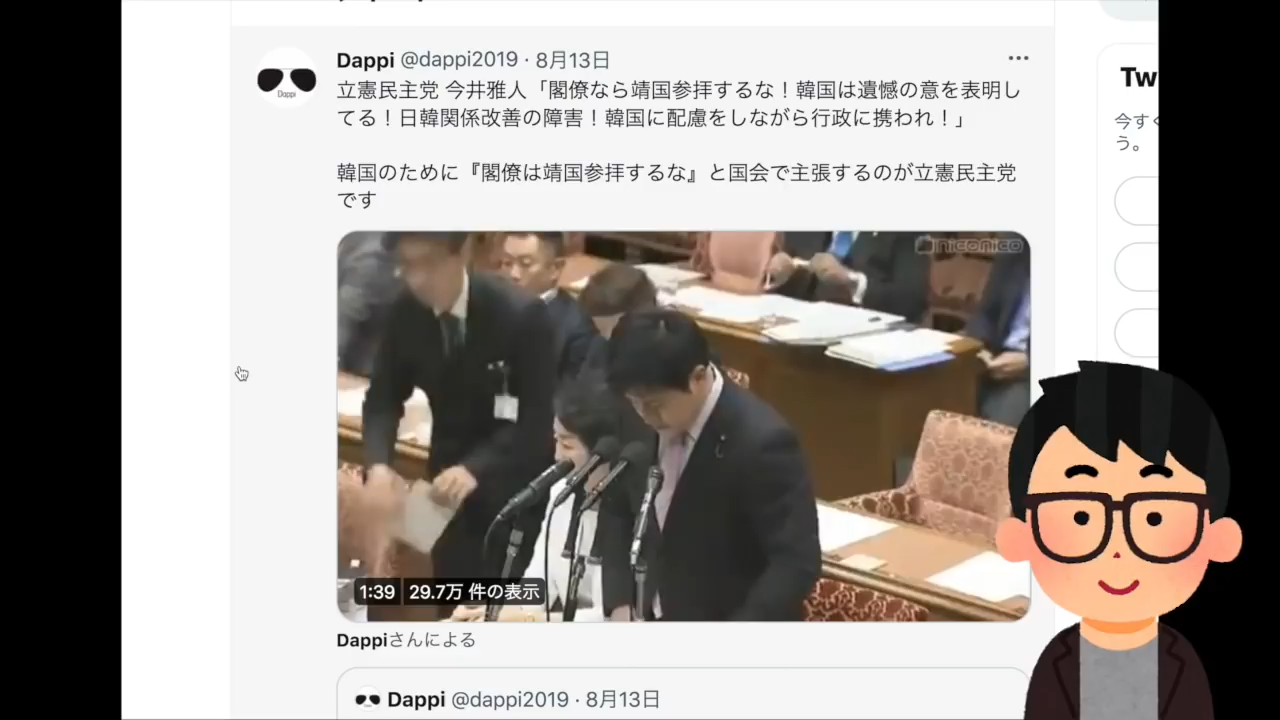 Dappi @dappi2019 · 8月13日
立憲民主党 今井雅人「閣僚なら靖国参拝するな！韓国は遺憾の意を表明し
てる！日韓関係改善の障害！韓国に配慮をしながら行政に携われ！」
韓国のために『閣僚は靖国参拝するな』と国会で主張するのが立憲民主党
です
niconico
1:39 29.7万 件の表示
Dappiさんによる
Dappi @dappi2019 · 8月13日
Dappi
Tw
今すぐ
う。